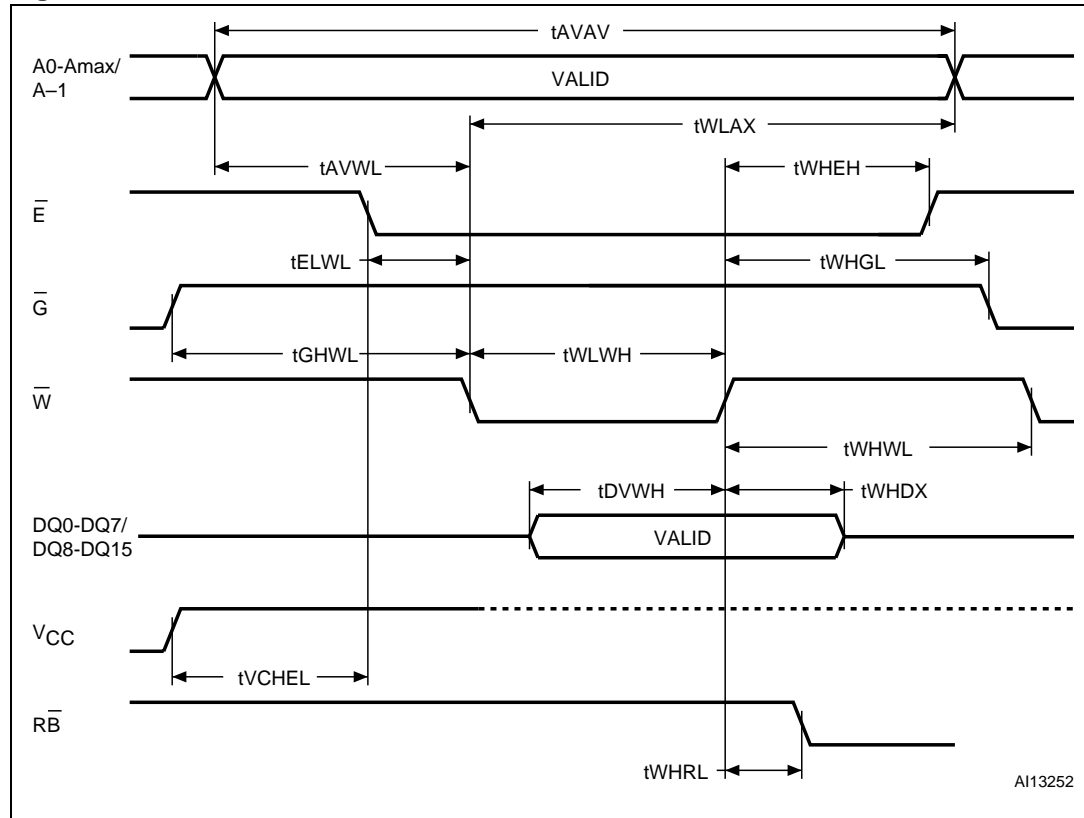 tAVAV
A0-Amax/
A–1
VALID
tWLAX
tAVWL
tWHEH
E̅
tELWL
tWHGL
G̅
tGHWL
tWLWH
W̅
tWHWL
tDVWH
tWHDX
DQ0-DQ7/
DQ8-DQ15
VALID
VCC
tVCHEL
RB̅
tWHRL
AI13252